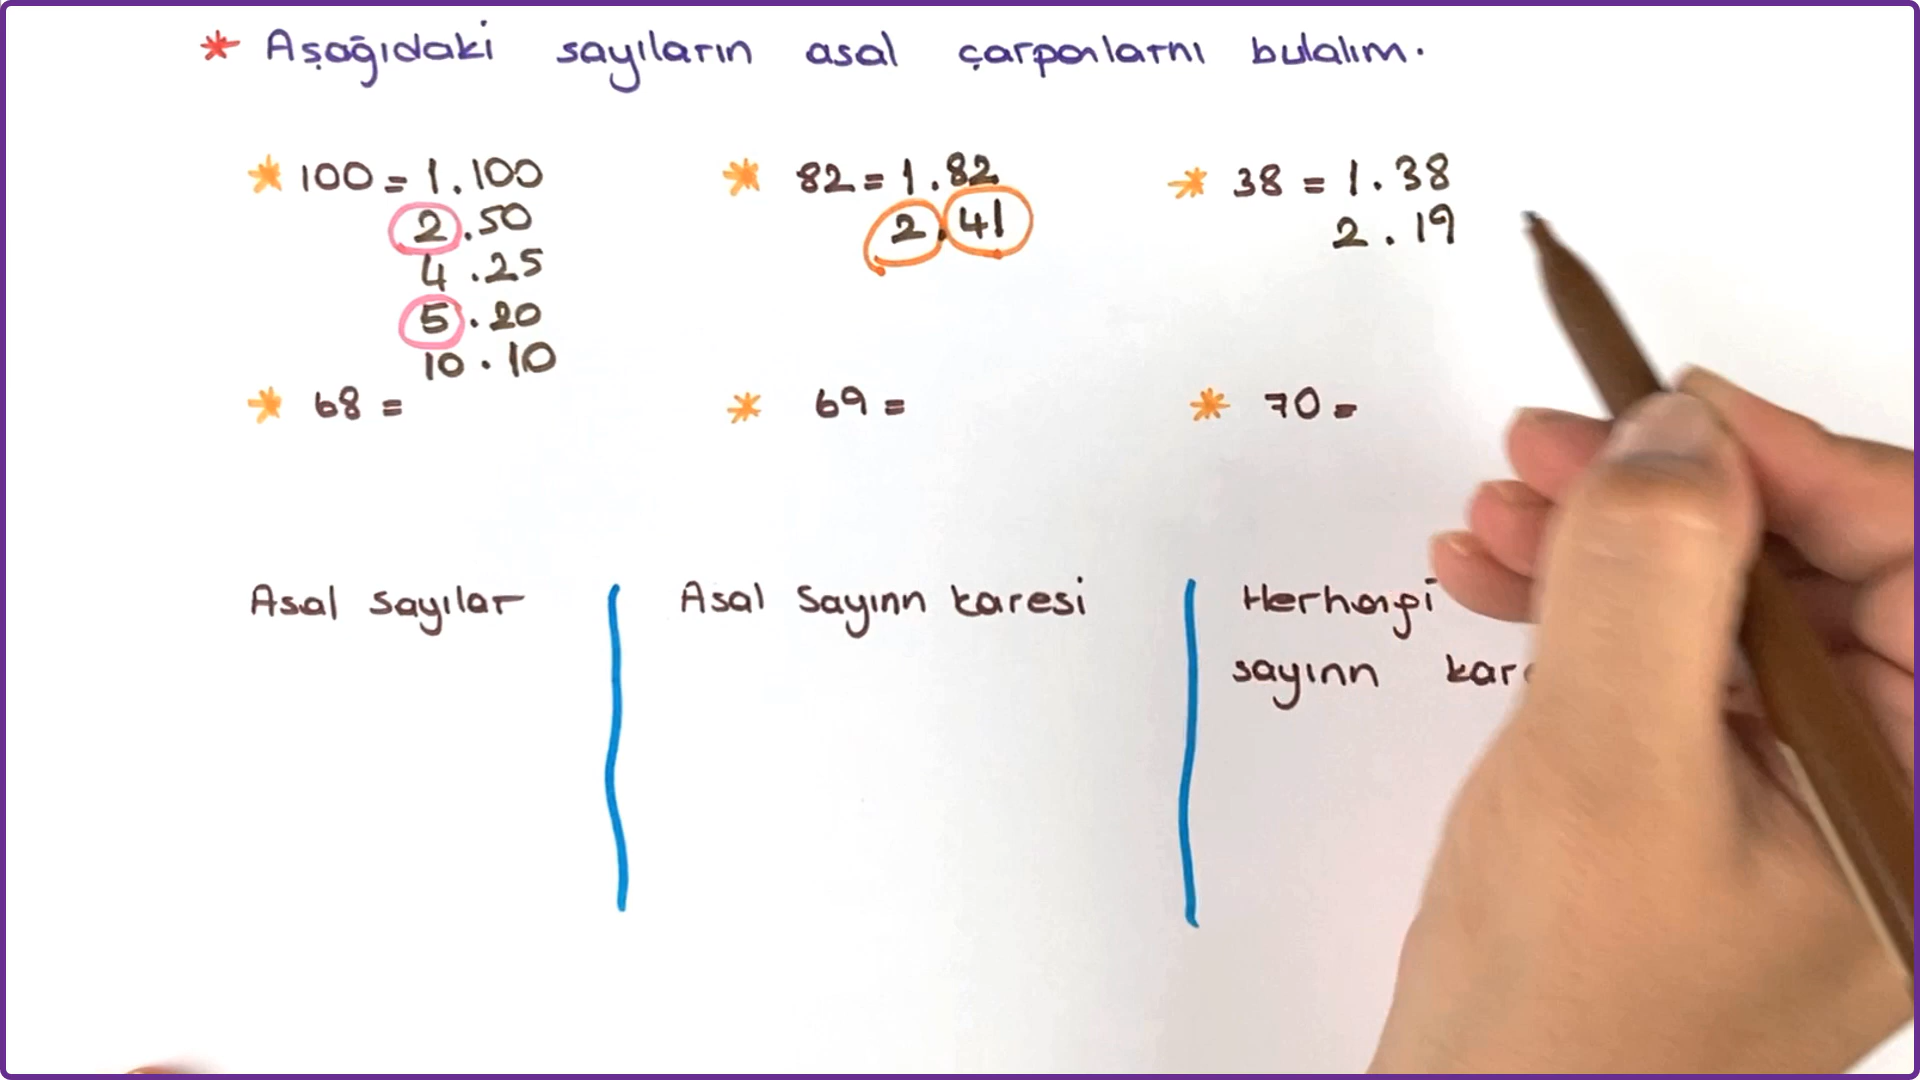 * Aşağıdaki sayıların asal çarpanlarnı bulalım.
* 100 = 1.100
2.50
4.25
5.20
10.10
* 82 = 1.82
2.41
* 38 = 1.38
2.19
* 68 =
* 69 =
* 70 =
Asal sayılar
Asal Sayının karesi
Herhangi
sayının